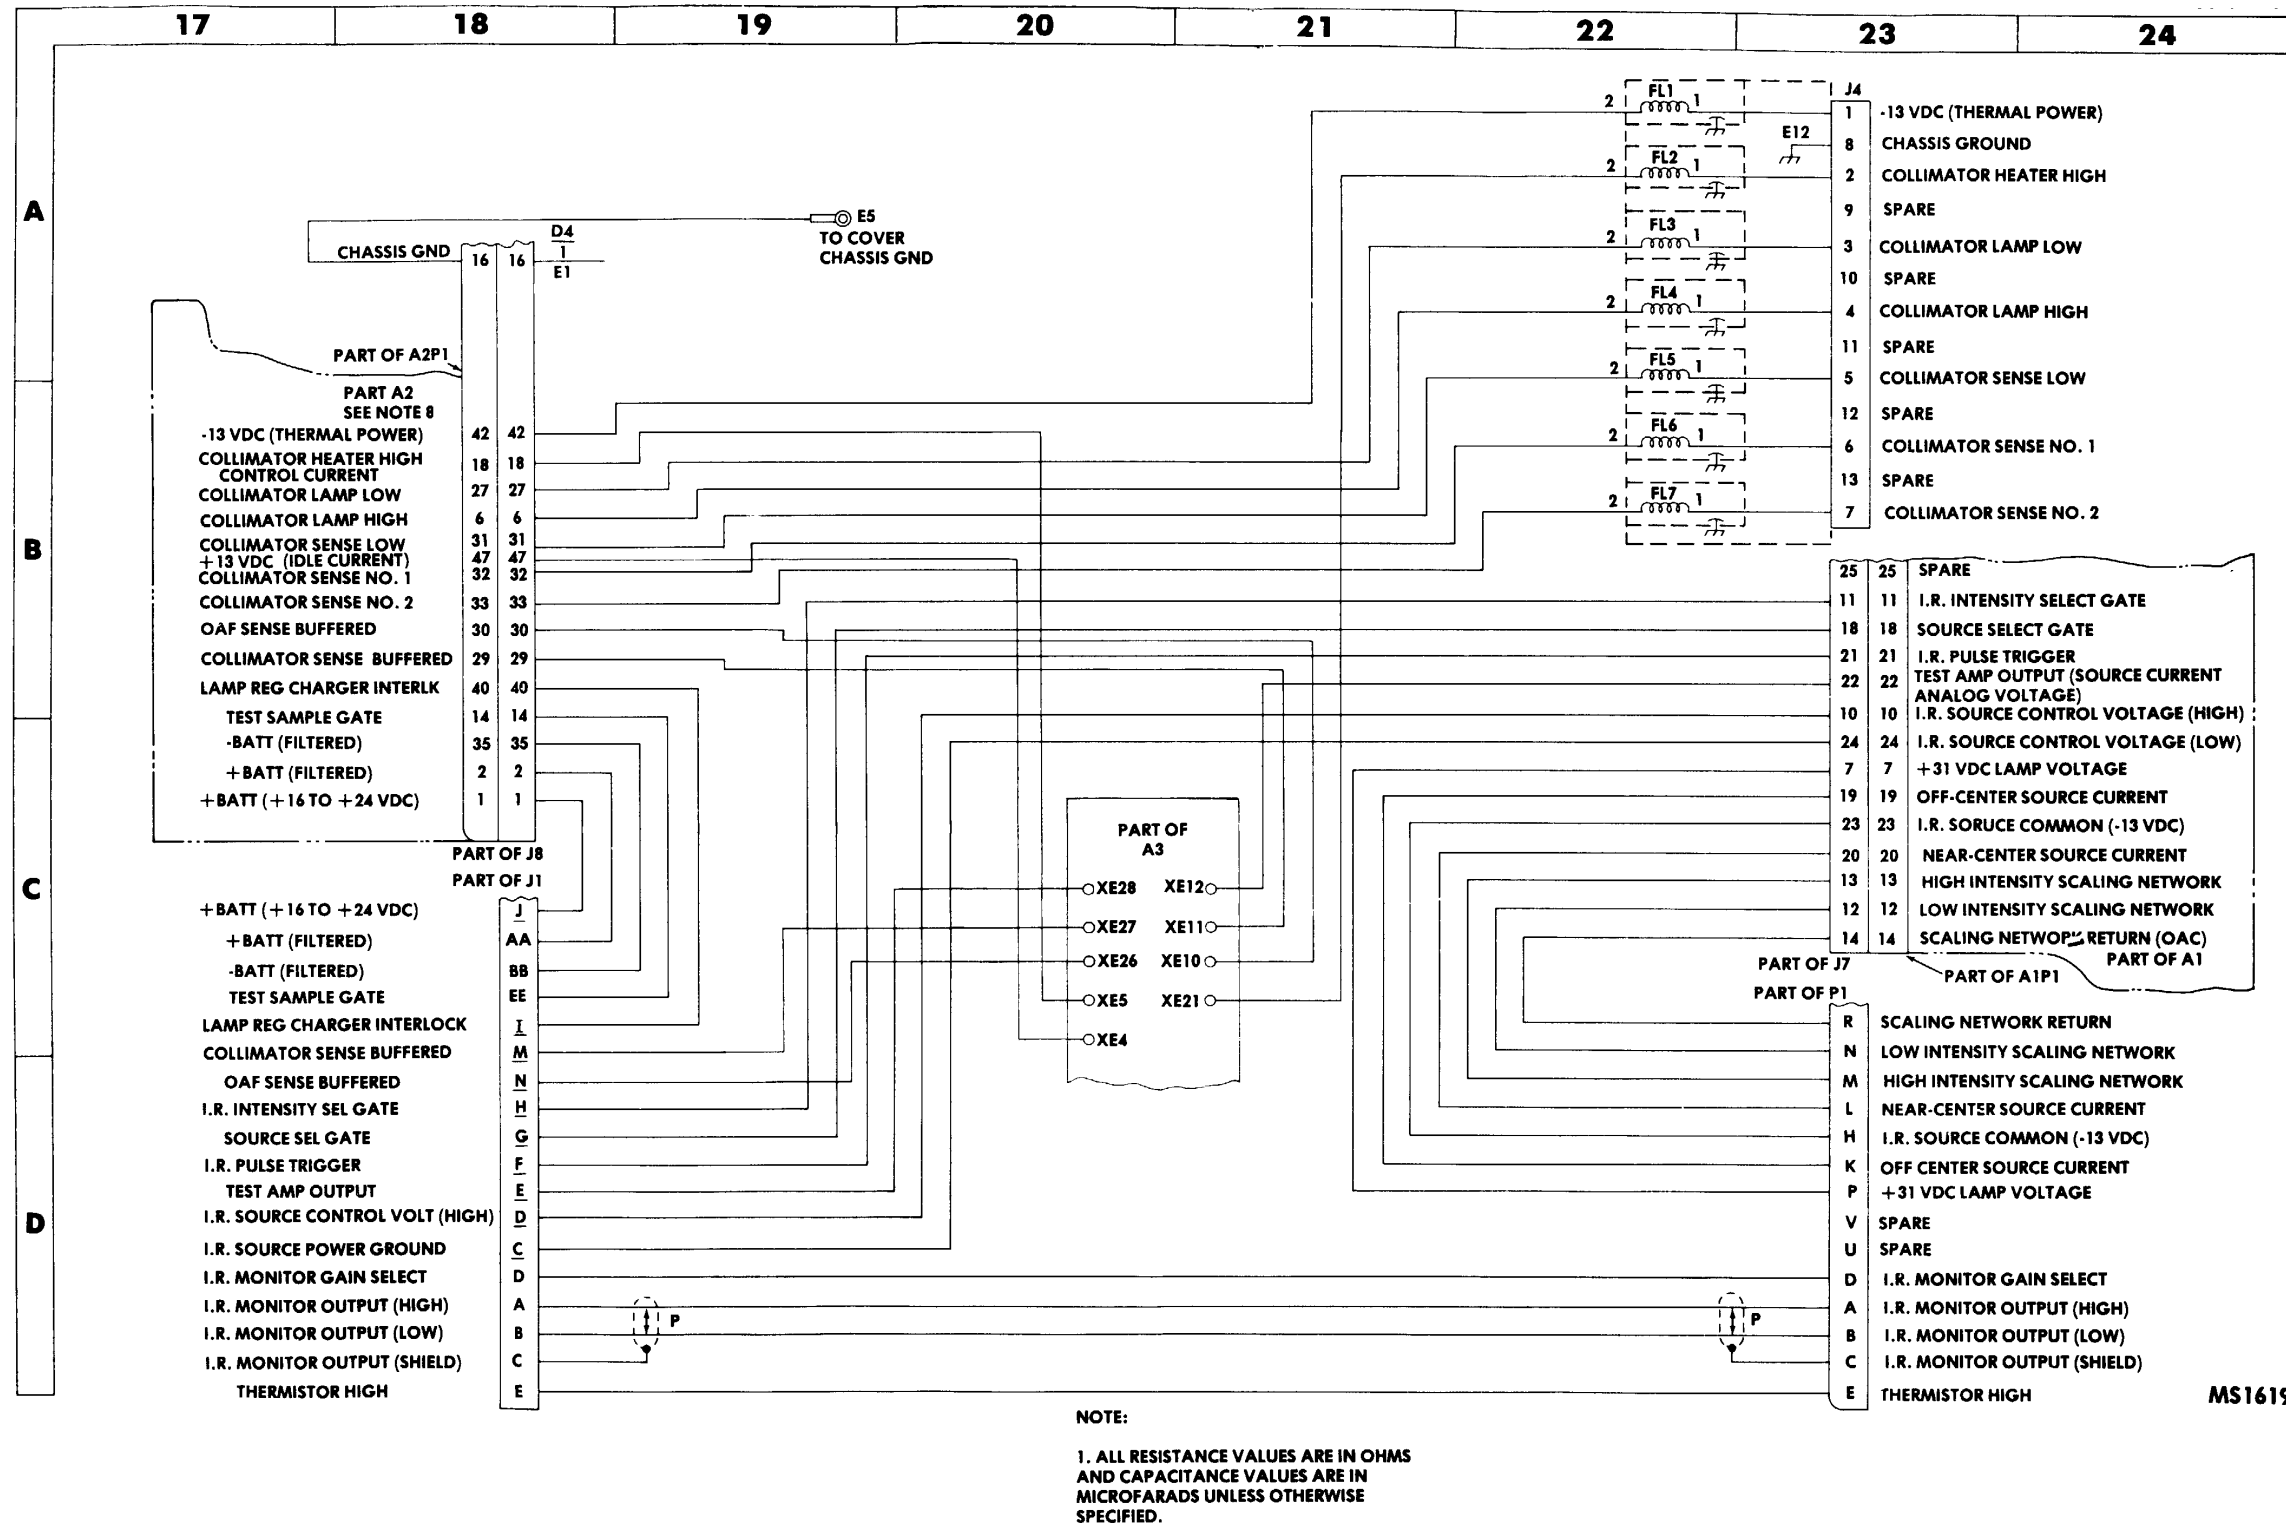 17 18 19 20 21 22 23 24
A
B
C
D
E5
TO COVER
CHASSIS GND
D4
1
E1
CHASSIS GND 16 16
PART OF A2P1
PART A2
SEE NOTE 8
-13 VDC (THERMAL POWER) 42 42
COLLIMATOR HEATER HIGH 18 18
CONTROL CURRENT
COLLIMATOR LAMP LOW 27 27
COLLIMATOR LAMP HIGH 6 6
COLLIMATOR SENSE LOW 31 31
+13 VDC (IDLE CURRENT) 47 47
COLLIMATOR SENSE NO. 1 32 32
COLLIMATOR SENSE NO. 2 33 33
OAF SENSE BUFFERED 30 30
COLLIMATOR SENSE BUFFERED 29 29
LAMP REG CHARGER INTERLK 40 40
TEST SAMPLE GATE 14 14
-BATT (FILTERED) 35 35
+BATT (FILTERED) 2 2
+BATT (+16 TO +24 VDC) 1 1
PART OF J8
PART OF J1
+BATT (+16 TO +24 VDC) J
+BATT (FILTERED) AA
-BATT (FILTERED) BB
TEST SAMPLE GATE EE
LAMP REG CHARGER INTERLOCK I
COLLIMATOR SENSE BUFFERED M
OAF SENSE BUFFERED N
I.R. INTENSITY SEL GATE H
SOURCE SEL GATE G
I.R. PULSE TRIGGER F
TEST AMP OUTPUT E
I.R. SOURCE CONTROL VOLT (HIGH) D
I.R. SOURCE POWER GROUND C
I.R. MONITOR GAIN SELECT D
I.R. MONITOR OUTPUT (HIGH) A
I.R. MONITOR OUTPUT (LOW) B
I.R. MONITOR OUTPUT (SHIELD) C
THERMISTOR HIGH E
P
P
PART OF
A3
XE28 XE12
XE27 XE11
XE26 XE10
XE5 XE21
XE4
2 FL1 1
2 FL2 1
2 FL3 1
2 FL4 1
2 FL5 1
2 FL6 1
2 FL7 1
E12
J4
1 -13 VDC (THERMAL POWER)
8 CHASSIS GROUND
2 COLLIMATOR HEATER HIGH
9 SPARE
3 COLLIMATOR LAMP LOW
10 SPARE
4 COLLIMATOR LAMP HIGH
11 SPARE
5 COLLIMATOR SENSE LOW
12 SPARE
6 COLLIMATOR SENSE NO. 1
13 SPARE
7 COLLIMATOR SENSE NO. 2
25 25 SPARE
11 11 I.R. INTENSITY SELECT GATE
18 18 SOURCE SELECT GATE
21 21 I.R. PULSE TRIGGER
22 22 TEST AMP OUTPUT (SOURCE CURRENT
ANALOG VOLTAGE)
10 10 I.R. SOURCE CONTROL VOLTAGE (HIGH)
24 24 I.R. SOURCE CONTROL VOLTAGE (LOW)
7 7 +31 VDC LAMP VOLTAGE
19 19 OFF-CENTER SOURCE CURRENT
23 23 I.R. SORUCE COMMON (-13 VDC)
20 20 NEAR-CENTER SOURCE CURRENT
13 13 HIGH INTENSITY SCALING NETWORK
12 12 LOW INTENSITY SCALING NETWORK
14 14 SCALING NETWORK RETURN (OAC)
PART OF A1
PART OF J7
PART OF A1P1
PART OF P1
R SCALING NETWORK RETURN
N LOW INTENSITY SCALING NETWORK
M HIGH INTENSITY SCALING NETWORK
L NEAR-CENTER SOURCE CURRENT
H I.R. SOURCE COMMON (-13 VDC)
K OFF CENTER SOURCE CURRENT
P +31 VDC LAMP VOLTAGE
V SPARE
U SPARE
D I.R. MONITOR GAIN SELECT
A I.R. MONITOR OUTPUT (HIGH)
B I.R. MONITOR OUTPUT (LOW)
C I.R. MONITOR OUTPUT (SHIELD)
E THERMISTOR HIGH
MS1619
NOTE:
1. ALL RESISTANCE VALUES ARE IN OHMS
AND CAPACITANCE VALUES ARE IN
MICROFARADS UNLESS OTHERWISE
SPECIFIED.